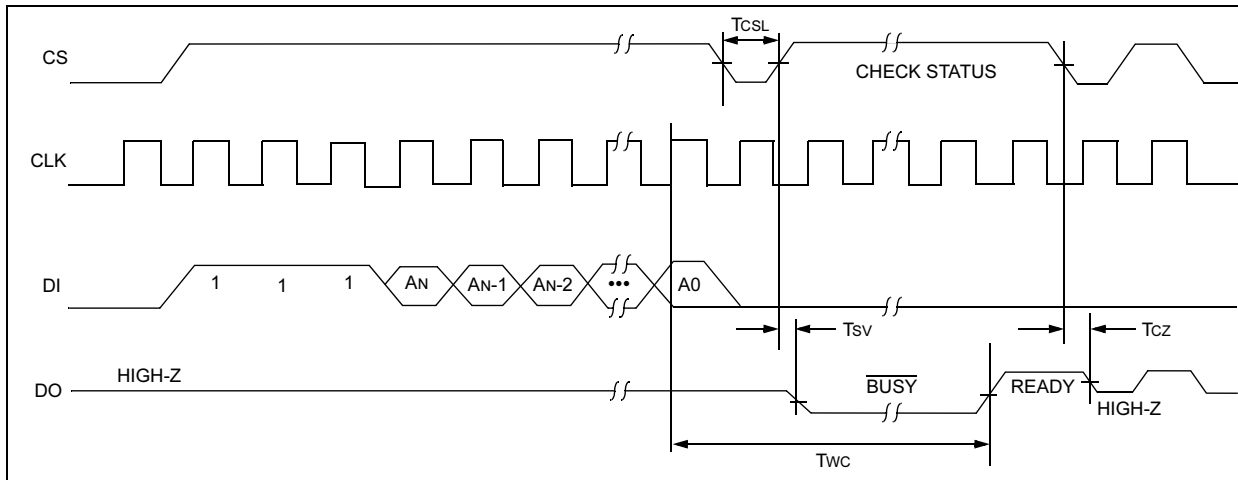 TCSL
CS
CHECK STATUS
CLK
DI
1 1 1 AN AN-1 AN-2 ••• A0
TSV
TCZ
DO
HIGH-Z
BUSY
READY
HIGH-Z
TWC